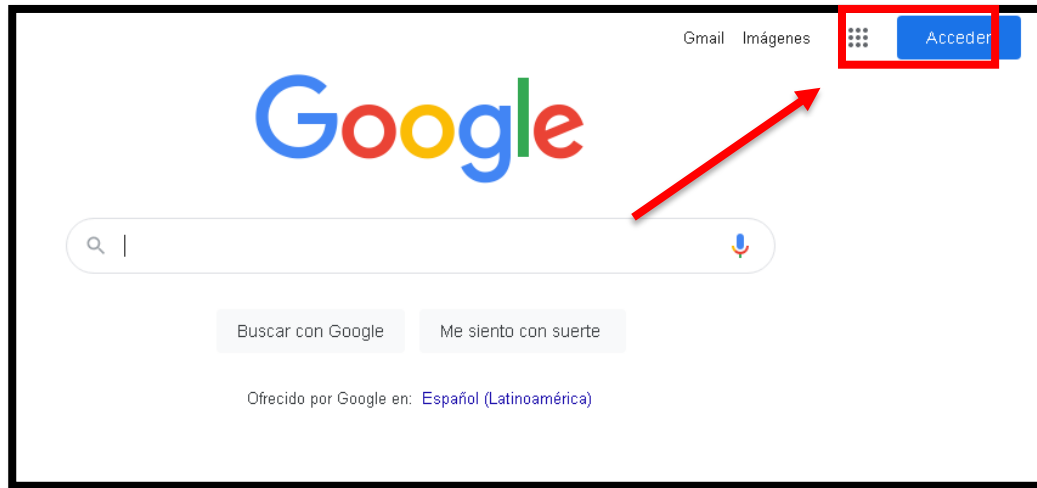 Gmail Imágenes Acceder
Google
Buscar con Google Me siento con suerte
Ofrecido por Google en: Español (Latinoamérica)